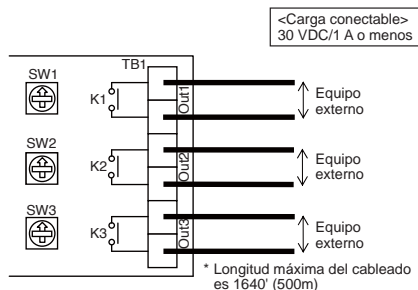 <Carga conectable>
30 VDC/1 A o menos
TB1
SW1
K1
Out1
Equipo
externo
SW2
K2
Out2
Equipo
externo
SW3
K3
Out3
Equipo
externo
* Longitud máxima del cableado
es 1640' (500m)